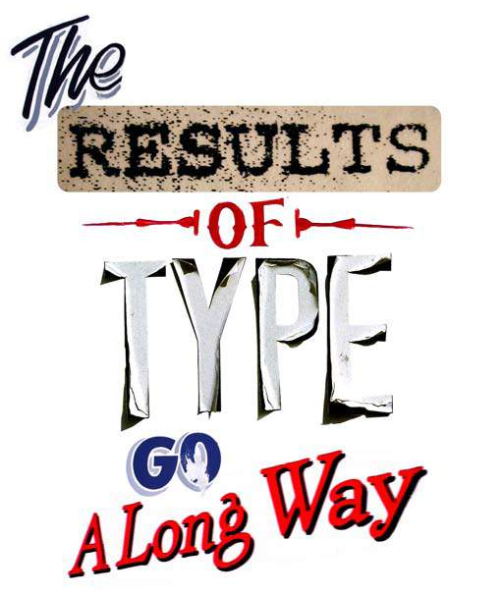 The
RESULTS
OF
TYPE
GO
A Long Way